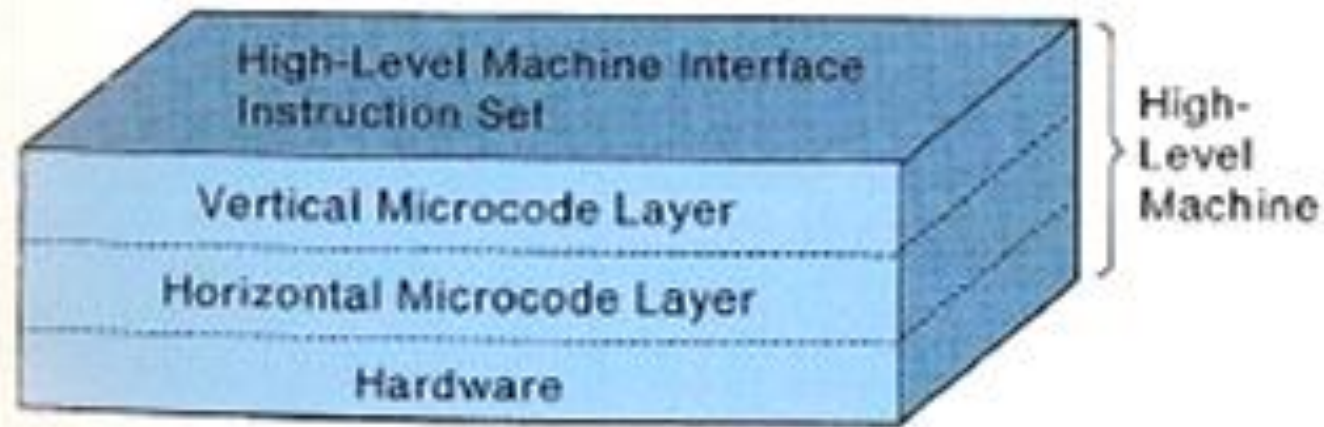 High-Level Machine Interface
Instruction Set
Vertical Microcode Layer
Horizontal Microcode Layer
Hardware
High-
Level
Machine